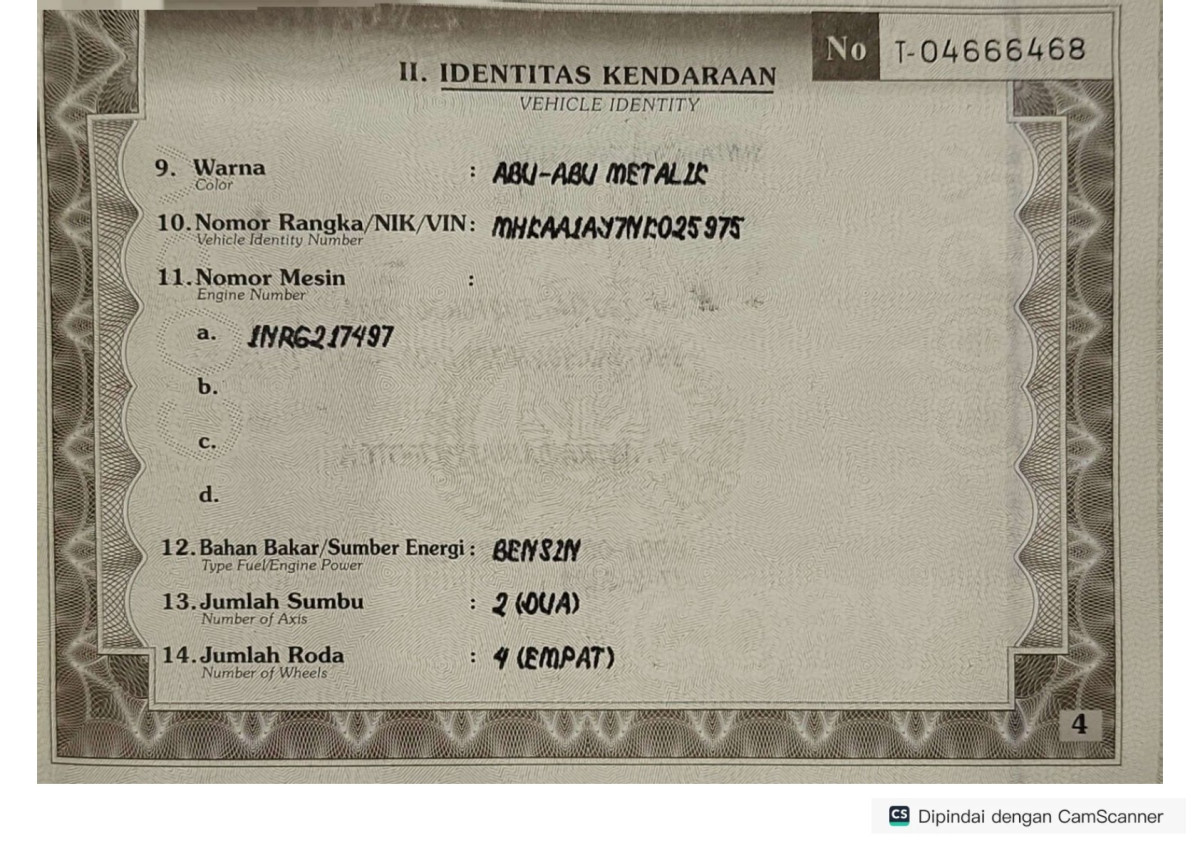 No T-04666468
II. IDENTITAS KENDARAAN
VEHICLE IDENTITY
9. Warna : ABU-ABU METALIK
Color
10. Nomor Rangka/NIK/VIN : MHKAA1AY7NK025975
Vehicle Identity Number
11. Nomor Mesin :
Engine Number
a. 1NRG217497
b.
c.
d.
12. Bahan Bakar/Sumber Energi : BENSIN
Type Fuel/Engine Power
13. Jumlah Sumbu : 2 (DUA)
Number of Axis
14. Jumlah Roda : 4 (EMPAT)
Number of Wheels
4
CS Dipindai dengan CamScanner